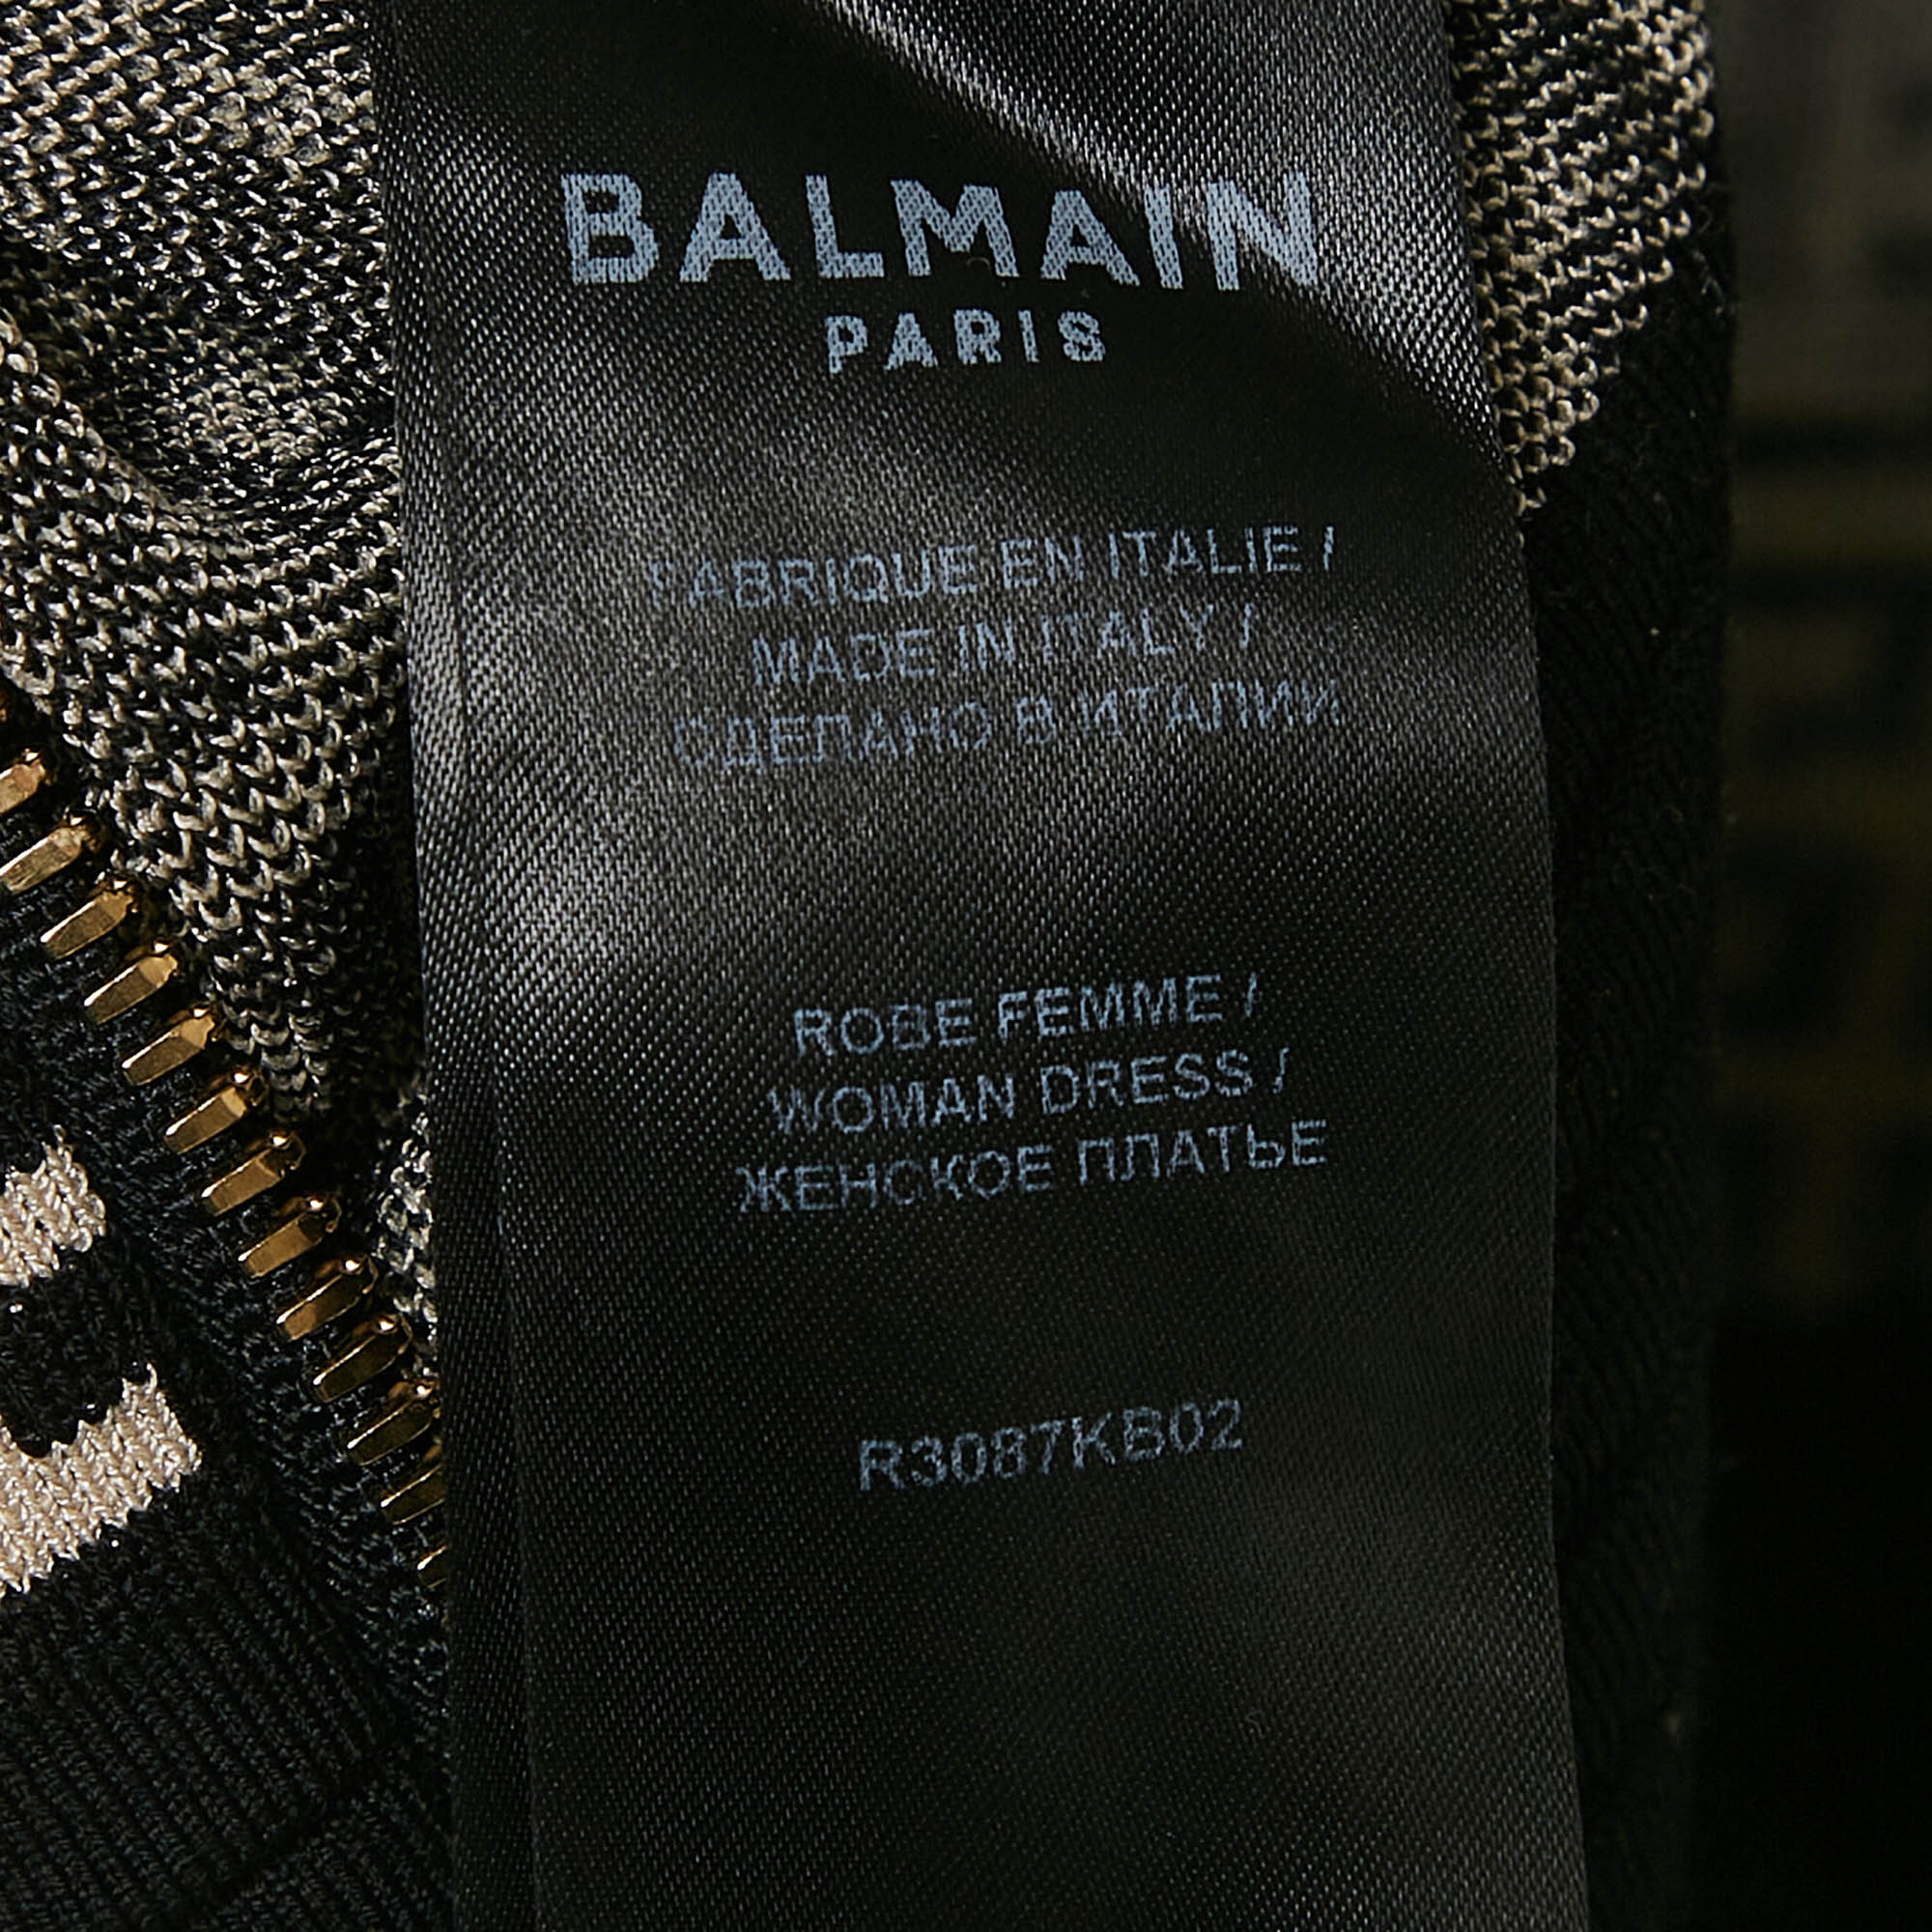 BALMAIN
PARIS
FABRIQUE EN ITALIE /
MADE IN ITALY /
СДЕЛАНО В ИТАЛИИ
ROBE FEMME /
WOMAN DRESS /
ЖЕНСКОЕ ПЛАТЬЕ
R3087KB02